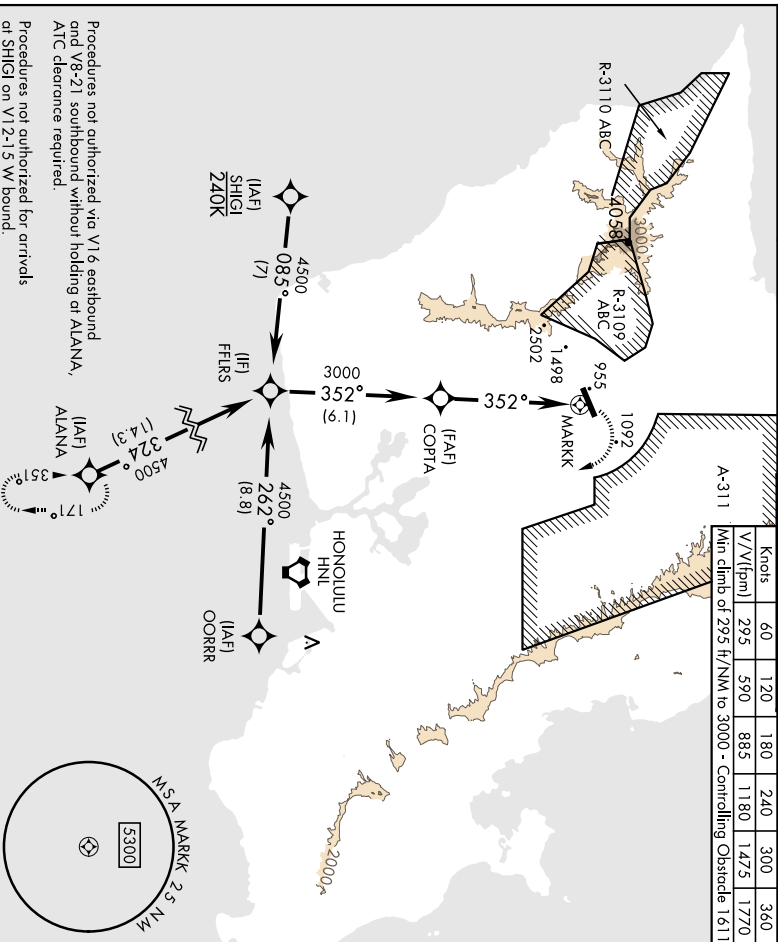 R-3110 ABC
4058
3000
R-3109
ABC
2502
1498
955
1092
MARKK
A-311
Knots 60 120 180 240 300 360
V/V(fpm) 295 590 885 1180 1475 1770
Min climb of 295 ft/NM to 3000 - Controlling Obstacle 1611
(FAF)
COPTA
352°
3000
352°
(6.1)
(IF)
FFLRS
(IAF)
SHIGI
240K
4500
085°
(7)
4500
262°
(8.8)
HONOLULU
HNL
(IAF)
OORRR
4500
324°
(14.3)
(IAF)
ALANA
351°
171°
2000
MSA MARKK 25 NM
5300
Procedures not authorized via V16 eastbound
and V8-21 southbound without holding at ALANA,
ATC clearance required.
Procedures not authorized for arrivals
at SHIGI on V12-15 W bound.